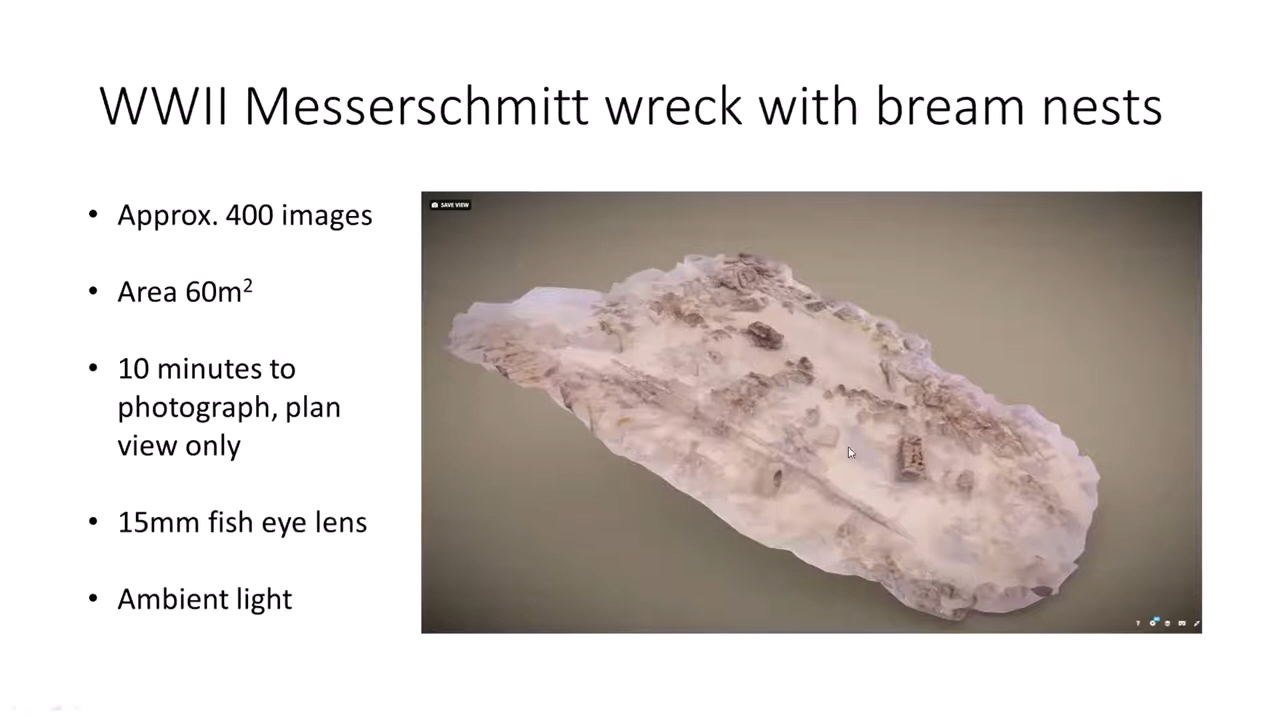 WWII Messerschmitt wreck with bream nests
• Approx. 400 images
• Area 60m²
• 10 minutes to
photograph, plan
view only
• 15mm fish eye lens
• Ambient light
SAVE VIEW
?